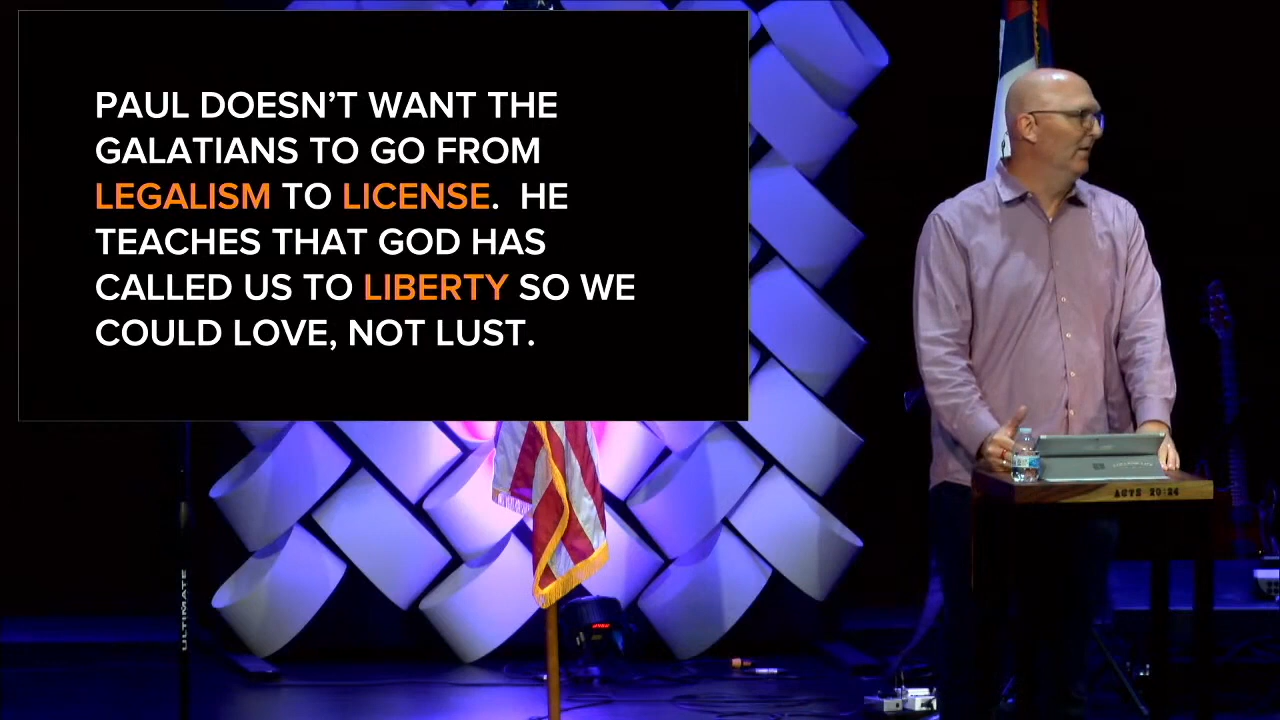 PAUL DOESN'T WANT THE
GALATIANS TO GO FROM
LEGALISM TO LICENSE.  HE
TEACHES THAT GOD HAS
CALLED US TO LIBERTY SO WE
COULD LOVE, NOT LUST.
ACTS 20:24
ULTIMATE